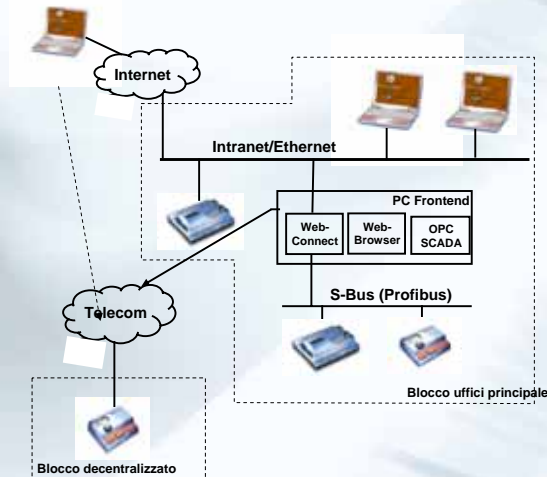 Internet
Intranet/Ethernet
PC Frontend
Web-
Connect
Web-
Browser
OPC
SCADA
S-Bus (Profibus)
Telecom
Blocco uffici principale
Blocco decentralizzato